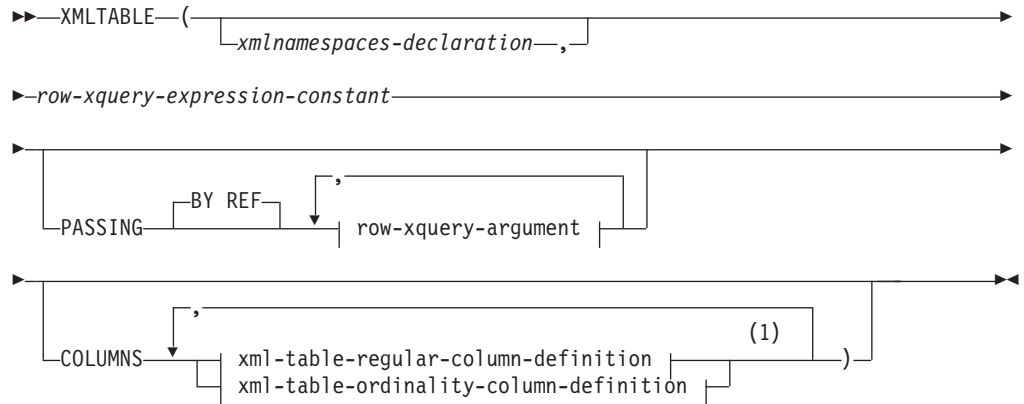 XMLTABLE (
xmlnamespaces-declaration ,
row-xquery-expression-constant
,
BY REF
PASSING row-xquery-argument
,
(1)
COLUMNS xml-table-regular-column-definition )
xml-table-ordinality-column-definition